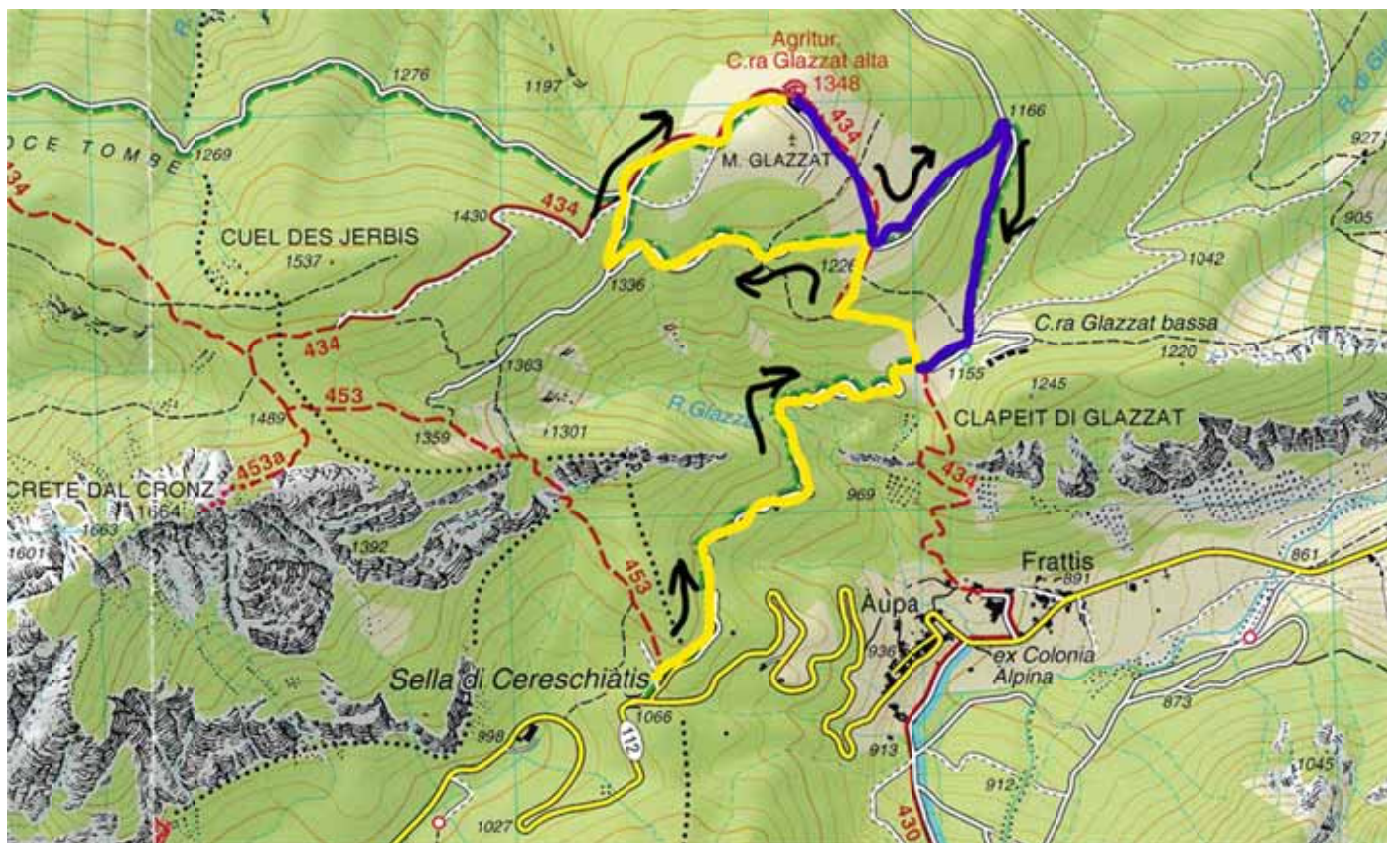 R.
Agritur.
C.ra Glazzat alta
1348
1276
1197
1166
R. di
927
434
OCE TOMBE
1269
M. GLAZZAT
434
434
1430
905
CUEL DES JERBIS
1537
1226
1042
1336
C.ra Glazzat bassa
434
1220
1363
1155
1245
453
R.Glazza
CLAPEIT DI GLAZZAT
1489
1359
1301
453a
434
CRETE DAL CRONZ
1664
969
1663
1601
1392
Frattis
861
453
891
Aupa
936
ex Colonia
Alpina
Sella di Cereschiàtis
1066
873
898
112
913
912
1045
1027
430